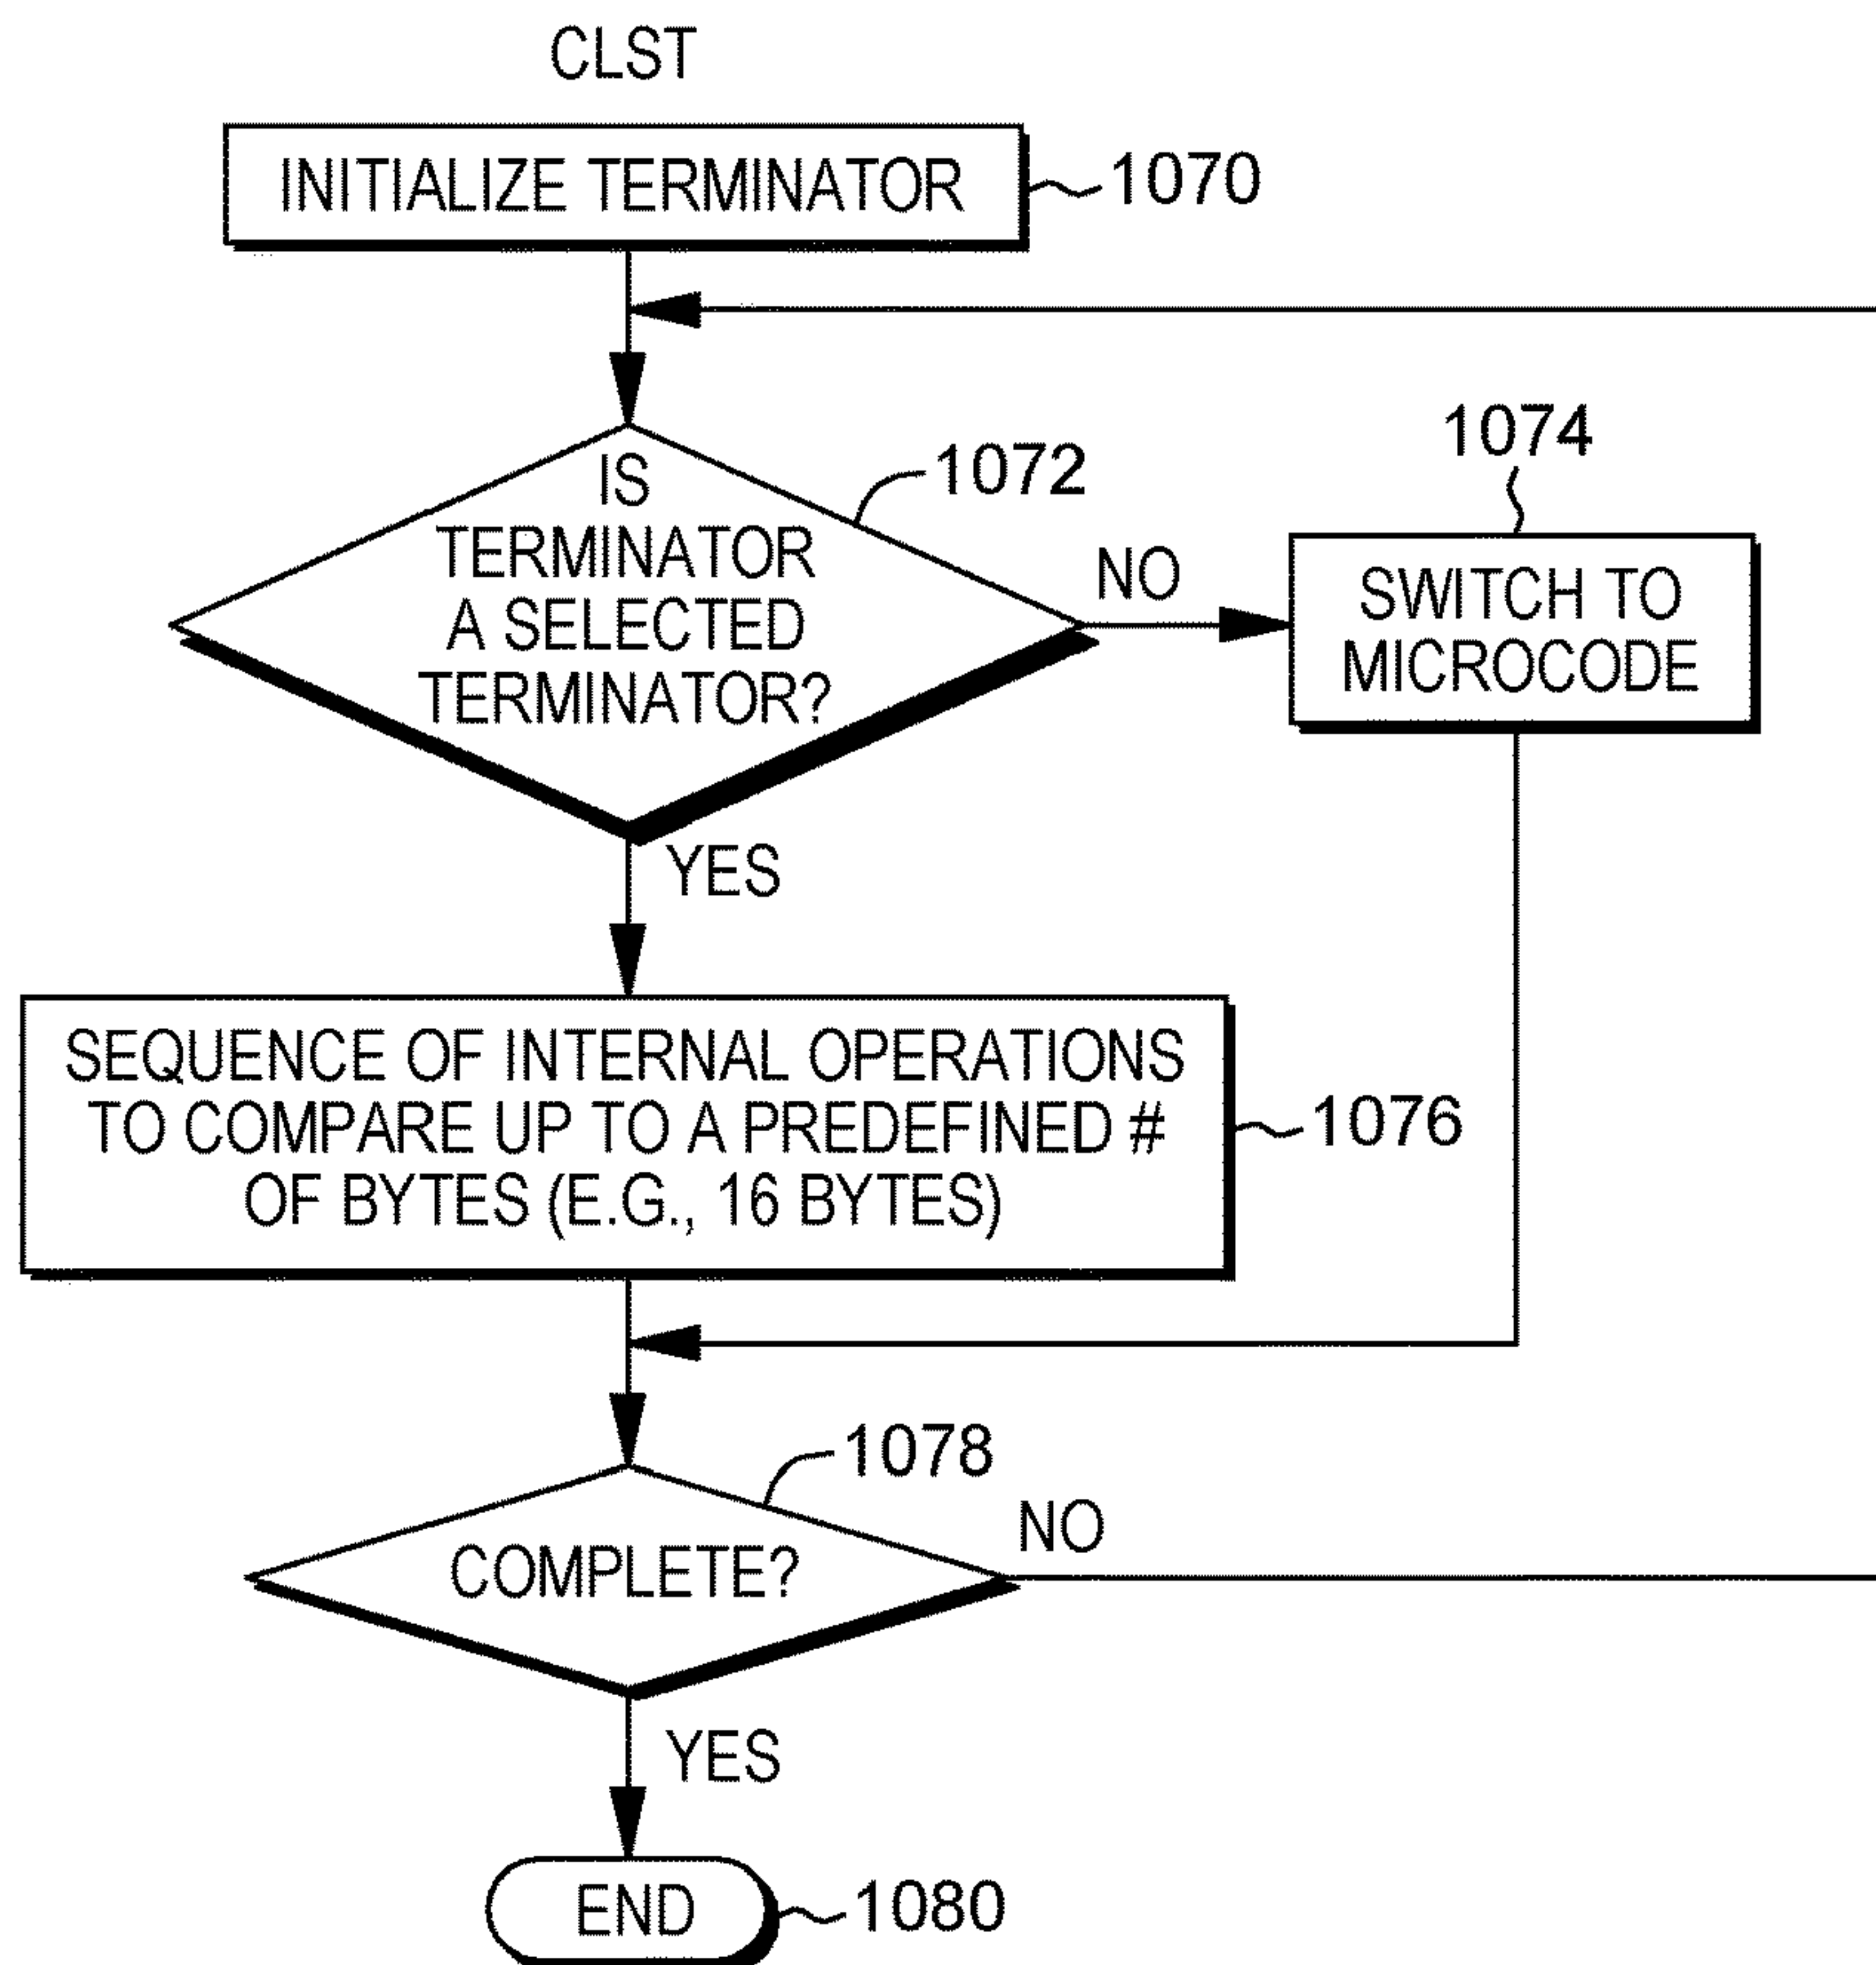 CLST
INITIALIZE TERMINATOR
1070
IS
TERMINATOR
A SELECTED
TERMINATOR?
1072
NO
1074
SWITCH TO
MICROCODE
YES
SEQUENCE OF INTERNAL OPERATIONS
TO COMPARE UP TO A PREDEFINED #
OF BYTES (E.G., 16 BYTES)
1076
1078
COMPLETE?
NO
YES
END
1080